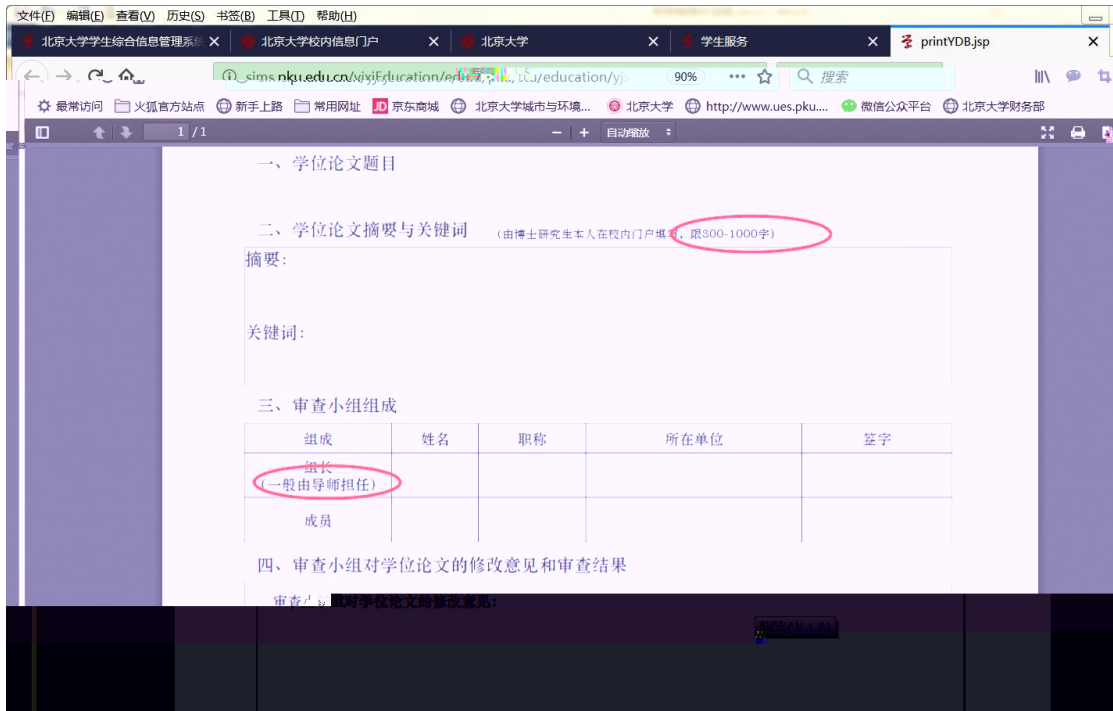 文件(F) 编辑(E) 查看(V) 历史(S) 书签(B) 工具(T) 帮助(H)
北京大学学生综合信息管理系统 北京大学校内信息门户 北京大学 学生服务 printYDB.jsp
90% 搜索
最常访问 火狐官方站点 新手上路 常用网址 JD 京东商城 北京大学城市与环境... 北京大学 http://www.ues.pku.... 微信公众平台 北京大学财务部
1 / 1 自动缩放
一、学位论文题目
二、学位论文摘要与关键词 (由博士研究生本人在校内门户填写，限800-1000字)
摘要:
关键词:
三、审查小组组成
组成 姓名 职称 所在单位 签字
组长
(一般由导师担任)
成员
四、审查小组对学位论文的修改意见和审查结果
审查小组对学位论文的修改意见: